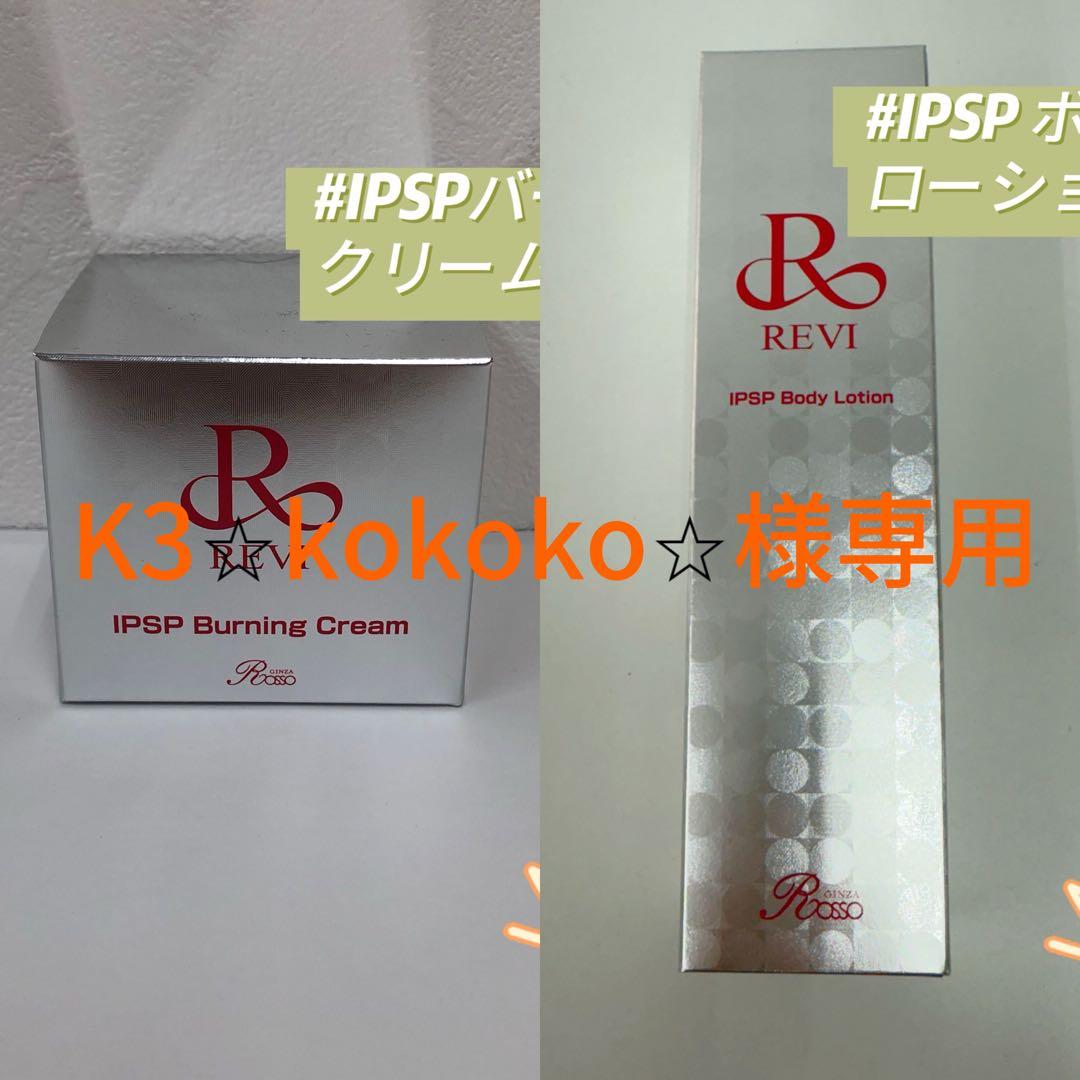 #IPSPバ
クリーム
R
REVI
IPSP Burning Cream
GINZA
Rosso
#IPSP ボ
ローショ
R
REVI
IPSP Body Lotion
GINZA
Rosso
K3☆kokoko☆様専用